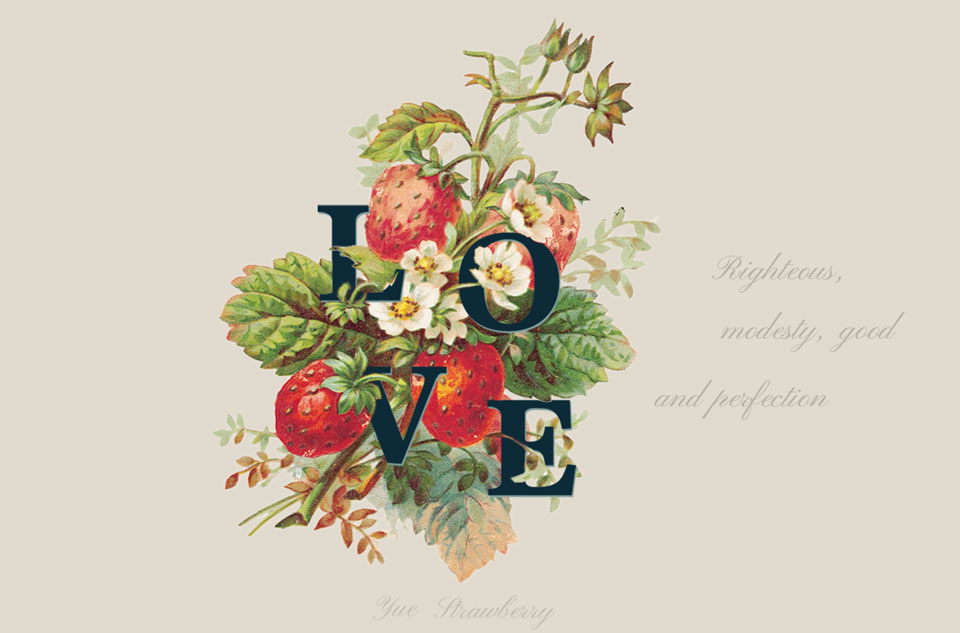 LO
VE
Righteous,
modesty, good
and perfection
Yue Strawberry